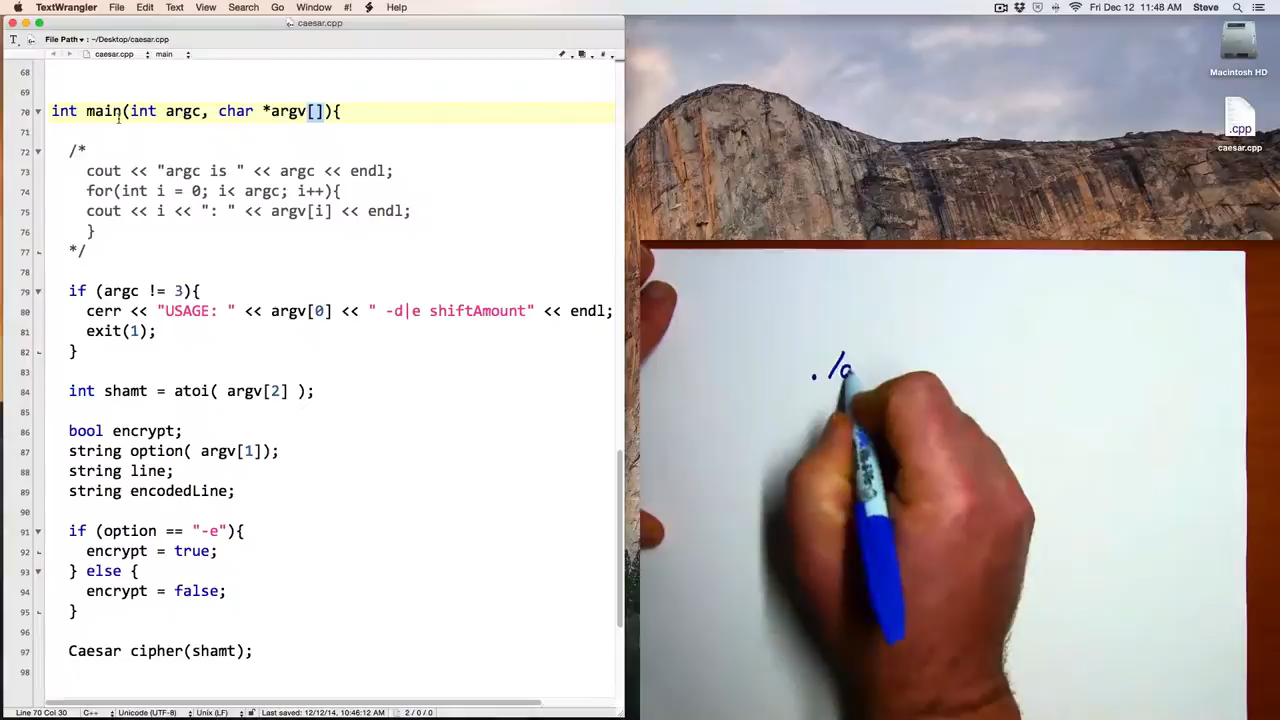 TextWrangler File Edit Text View Search Go Window #! Help Fri Dec 12 11:48 AM Steve
caesar.cpp
File Path : ~/Desktop/caesar.cpp
caesar.cpp main
68
69
70 int main(int argc, char *argv[]){
71
72 /*
73 cout << "argc is " << argc << endl;
74 for(int i = 0; i< argc; i++){
75 cout << i << ": " << argv[i] << endl;
76 }
77 */
78
79 if (argc != 3){
80 cerr << "USAGE: " << argv[0] << " -d|e shiftAmount" << endl;
81 exit(1);
82 }
83
84 int shamt = atoi( argv[2] );
85
86 bool encrypt;
87 string option( argv[1]);
88 string line;
89 string encodedLine;
90
91 if (option == "-e"){
92 encrypt = true;
93 } else {
94 encrypt = false;
95 }
96
97 Caesar cipher(shamt);
98
Line 70 Col 30 C++ Unicode (UTF-8) Unix (LF) Last saved: 12/12/14, 10:46:12 AM 2 / 0 / 0
Macintosh HD
.cpp
caesar.cpp
./a